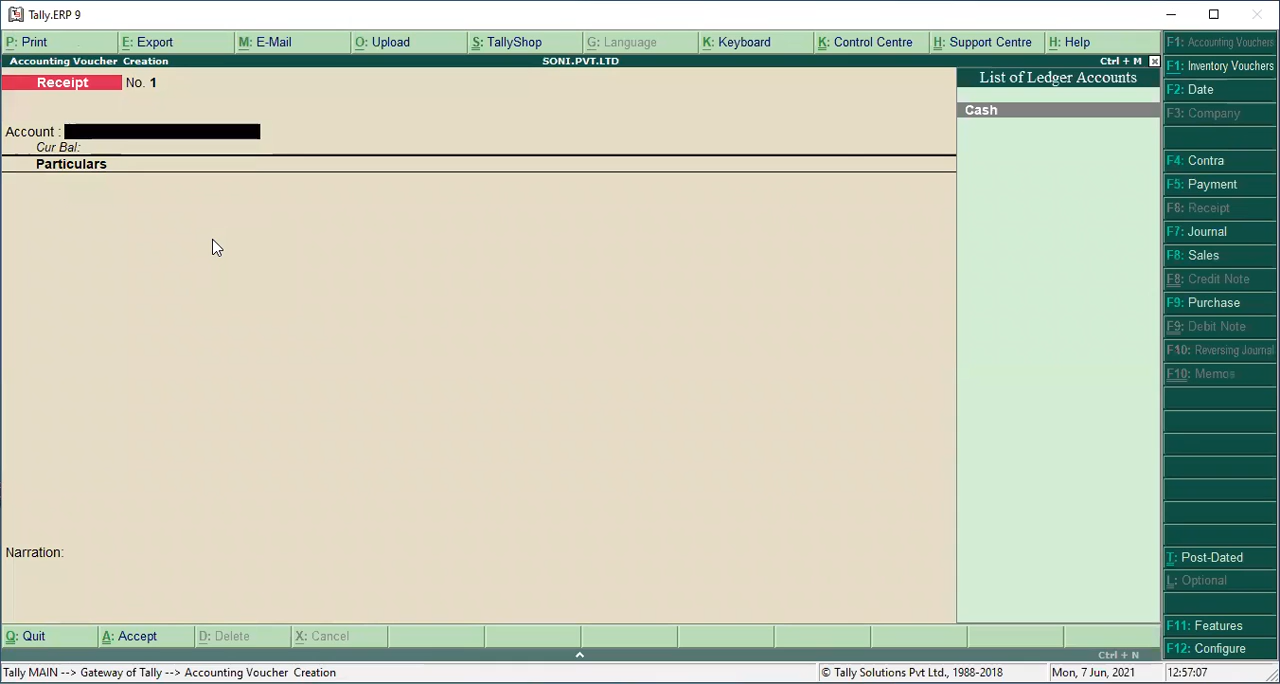 Tally.ERP 9
P: Print
E: Export
M: E-Mail
O: Upload
S: TallyShop
G: Language
K: Keyboard
K: Control Centre
H: Support Centre
H: Help
F1: Accounting Vouchers
Accounting Voucher Creation
SONI.PVT.LTD
Ctrl + M
F1: Inventory Vouchers
Receipt No. 1
List of Ledger Accounts
F2: Date
Cash
F3: Company
Account :
Cur Bal:
Particulars
F4: Contra
F5: Payment
F6: Receipt
F7: Journal
F8: Sales
F8: Credit Note
F9: Purchase
F9: Debit Note
F10: Reversing Journal
F10: Memos
Narration:
T: Post-Dated
L: Optional
F11: Features
F12: Configure
Q: Quit
A: Accept
D: Delete
X: Cancel
Ctrl + N
Tally MAIN --> Gateway of Tally --> Accounting Voucher Creation
© Tally Solutions Pvt Ltd., 1988-2018
Mon, 7 Jun, 2021
12:57:07